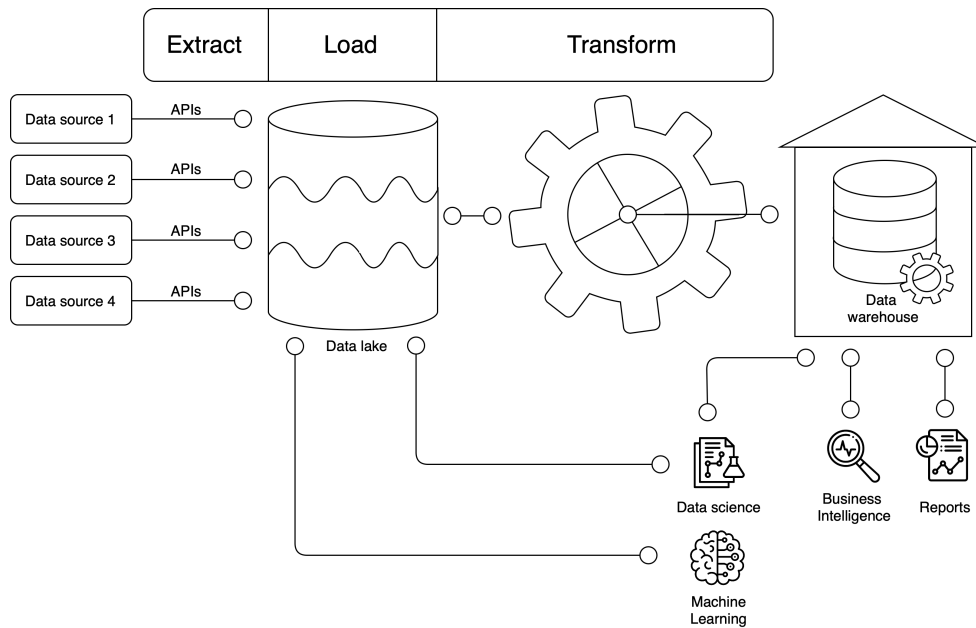 Extract
Load
Transform
Data source 1
APIs
Data source 2
APIs
Data source 3
APIs
Data source 4
APIs
Data lake
Data
warehouse
Data science
Business
Intelligence
Reports
Machine
Learning